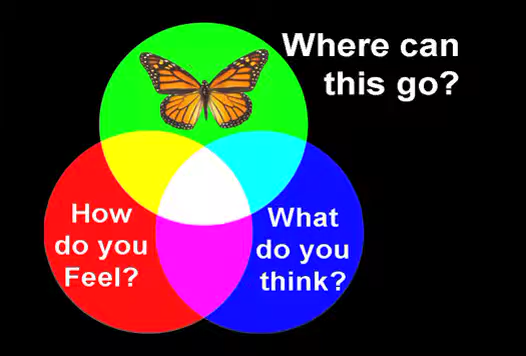 Where can
this go?
How
do you
Feel?
What
do you
think?